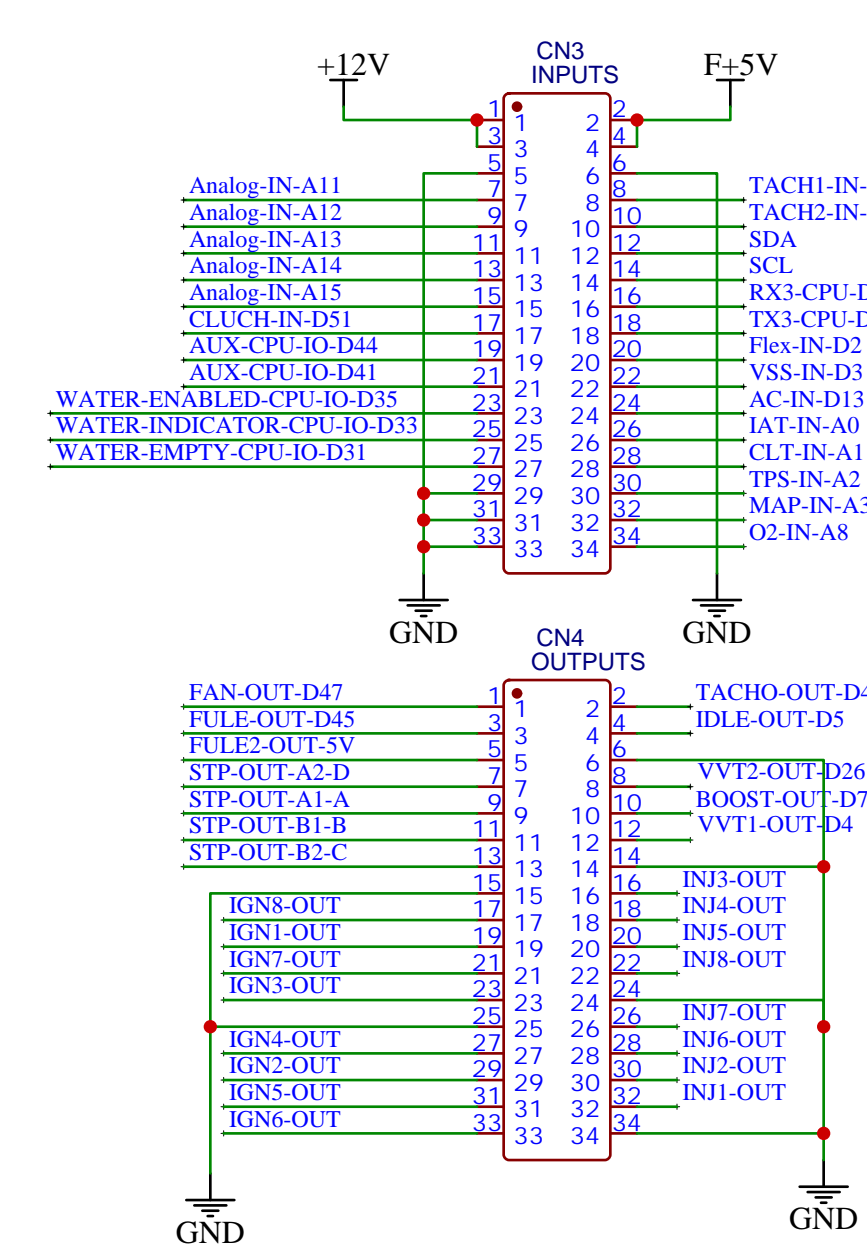 CN3
INPUTS
+12V
F+5V
1 1 2 2
3 3 4 4
5 5 6 6
Analog-IN-A11 7 7 8 8 TACH1-IN-
Analog-IN-A12 9 9 10 10 TACH2-IN-
Analog-IN-A13 11 11 12 12 SDA
Analog-IN-A14 13 13 14 14 SCL
Analog-IN-A15 15 15 16 16 RX3-CPU-D
CLUCH-IN-D51 17 17 18 18 TX3-CPU-D
AUX-CPU-IO-D44 19 19 20 20 Flex-IN-D2
AUX-CPU-IO-D41 21 21 22 22 VSS-IN-D3
WATER-ENABLED-CPU-IO-D35 23 23 24 24 AC-IN-D13
WATER-INDICATOR-CPU-IO-D33 25 25 26 26 IAT-IN-A0
WATER-EMPTY-CPU-IO-D31 27 27 28 28 CLT-IN-A1
29 29 30 30 TPS-IN-A2
31 31 32 32 MAP-IN-A3
33 33 34 34 O2-IN-A8
GND
GND
CN4
OUTPUTS
FAN-OUT-D47 1 1 2 2 TACHO-OUT-D4
FULE-OUT-D45 3 3 4 4 IDLE-OUT-D5
FULE2-OUT-5V 5 5 6 6
STP-OUT-A2-D 7 7 8 8 VVT2-OUT-D26
STP-OUT-A1-A 9 9 10 10 BOOST-OUT-D7
STP-OUT-B1-B 11 11 12 12 VVT1-OUT-D4
STP-OUT-B2-C 13 13 14 14
15 15 16 16 INJ3-OUT
IGN8-OUT 17 17 18 18 INJ4-OUT
IGN1-OUT 19 19 20 20 INJ5-OUT
IGN7-OUT 21 21 22 22 INJ8-OUT
IGN3-OUT 23 23 24 24
25 25 26 26 INJ7-OUT
IGN4-OUT 27 27 28 28 INJ6-OUT
IGN2-OUT 29 29 30 30 INJ2-OUT
IGN5-OUT 31 31 32 32 INJ1-OUT
IGN6-OUT 33 33 34 34
GND
GND